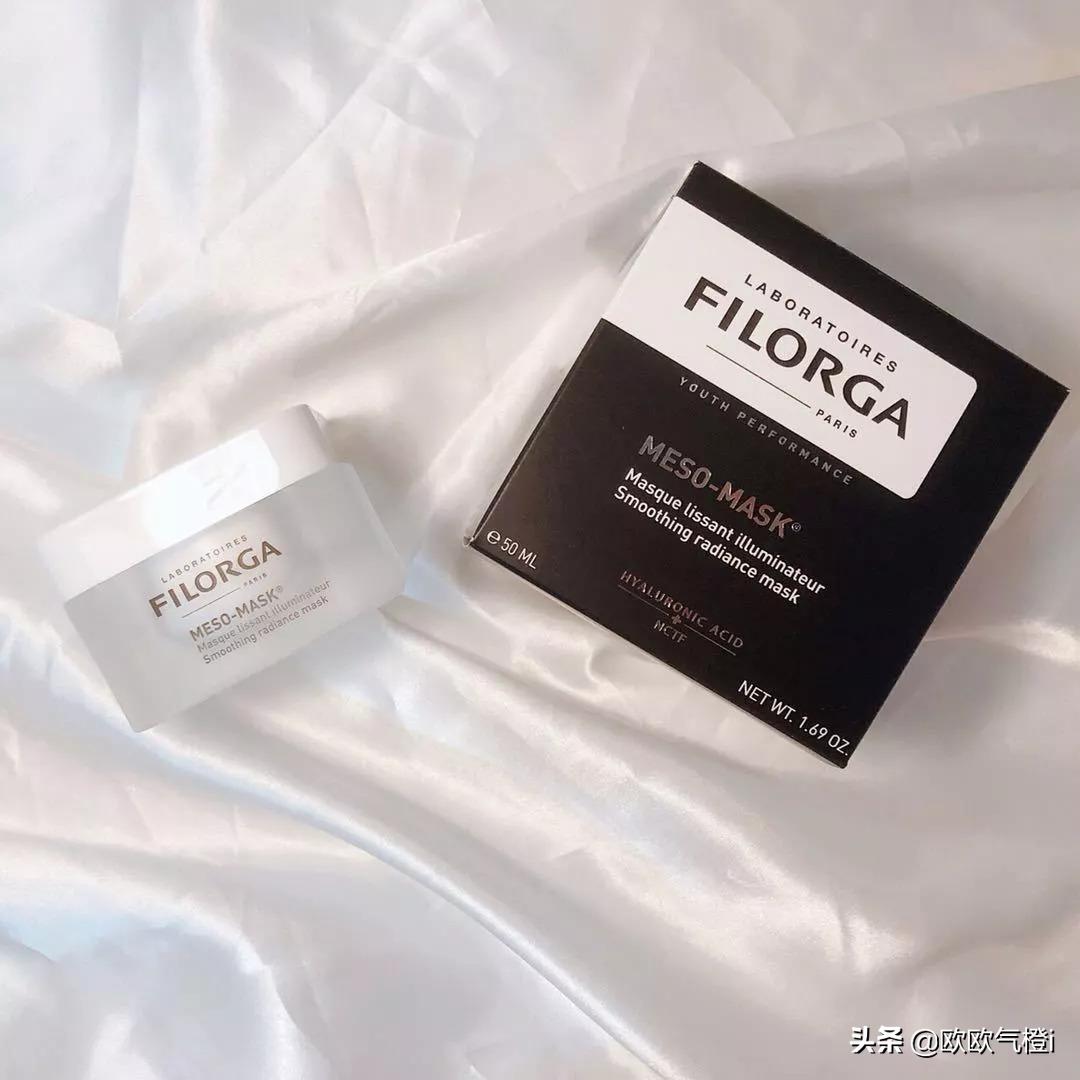 LABORATOIRES
FILORGA
PARIS
MESO-MASK®
Masque lissant illuminateur
Smoothing radiance mask
LABORATOIRES
FILORGA
PARIS
YOUTH PERFORMANCE
MESO-MASK®
Masque lissant illuminateur
Smoothing radiance mask
℮ 50 ML
HYALURONIC ACID
+
NCTF
NET WT. 1.69 OZ.
头条 @欧欧气橙i